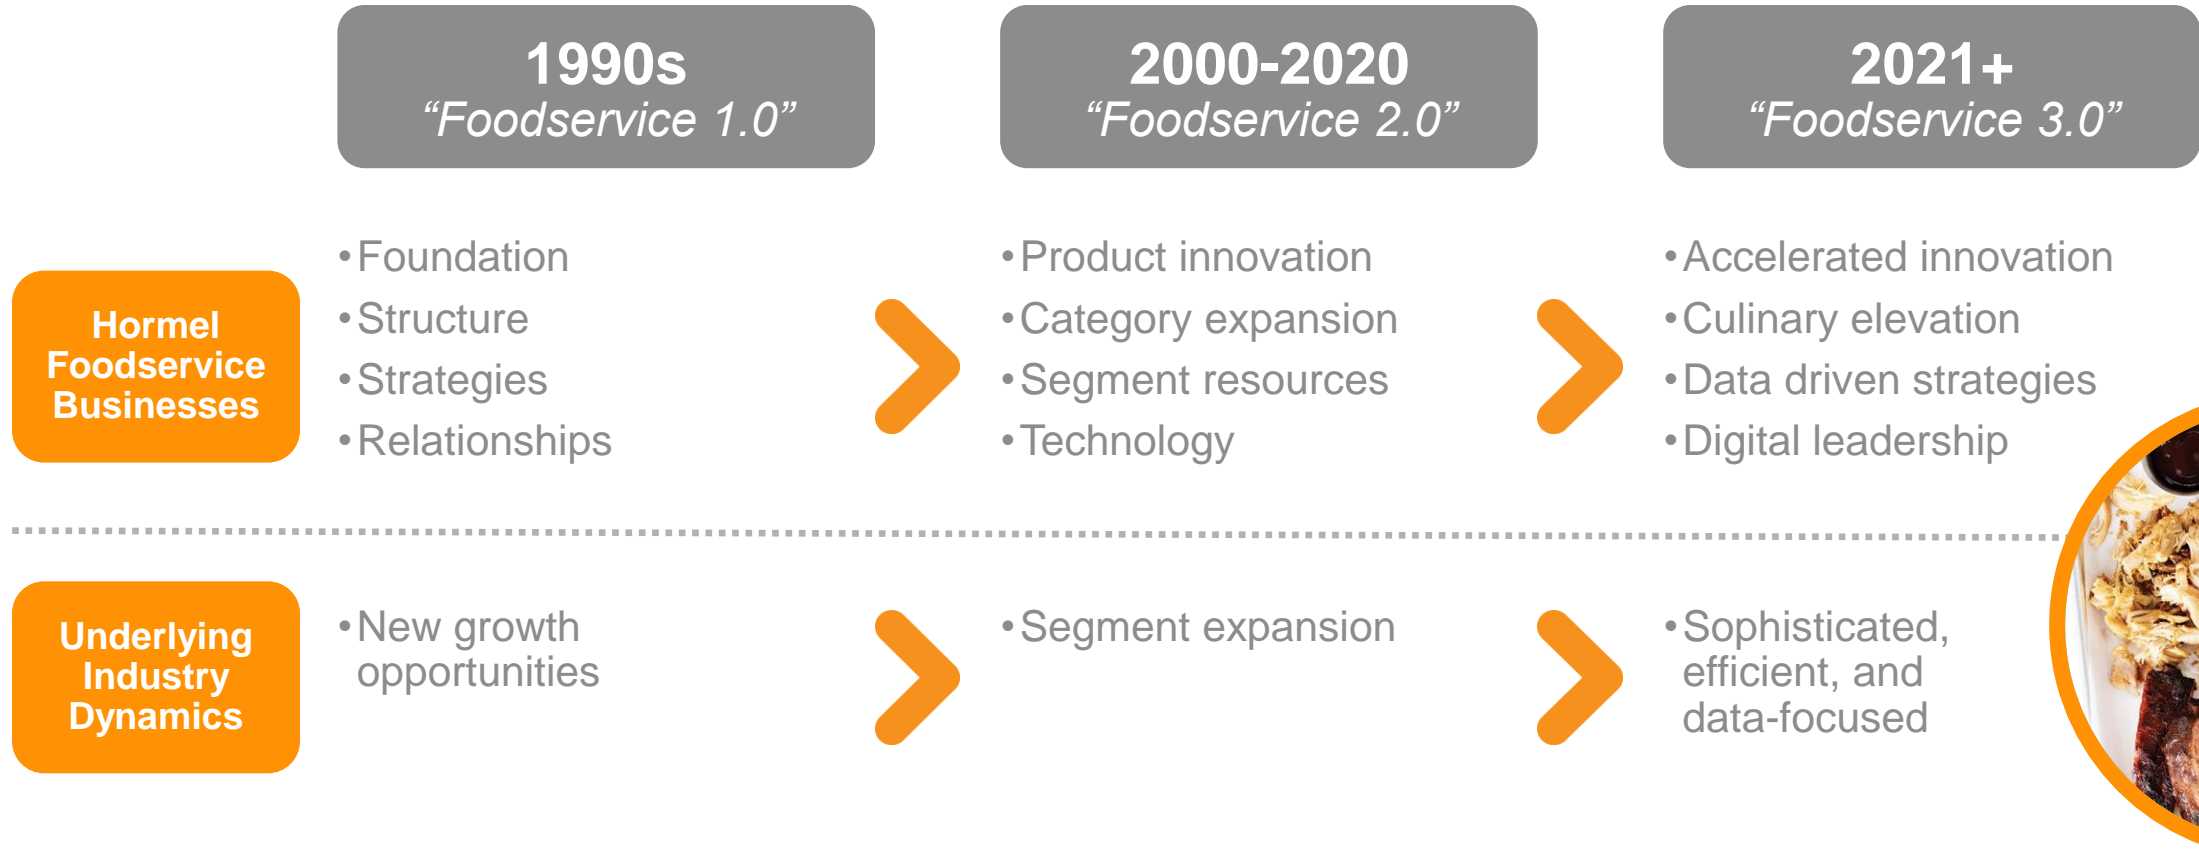 1990s
“Foodservice 1.0”
2000-2020
“Foodservice 2.0”
2021+
“Foodservice 3.0”
Hormel
Foodservice
Businesses
•Foundation
•Structure
•Strategies
•Relationships
•Product innovation
•Category expansion
•Segment resources
•Technology
•Accelerated innovation
•Culinary elevation
•Data driven strategies
•Digital leadership
Underlying
Industry
Dynamics
•New growth
opportunities
•Segment expansion
•Sophisticated,
efficient, and
data-focused